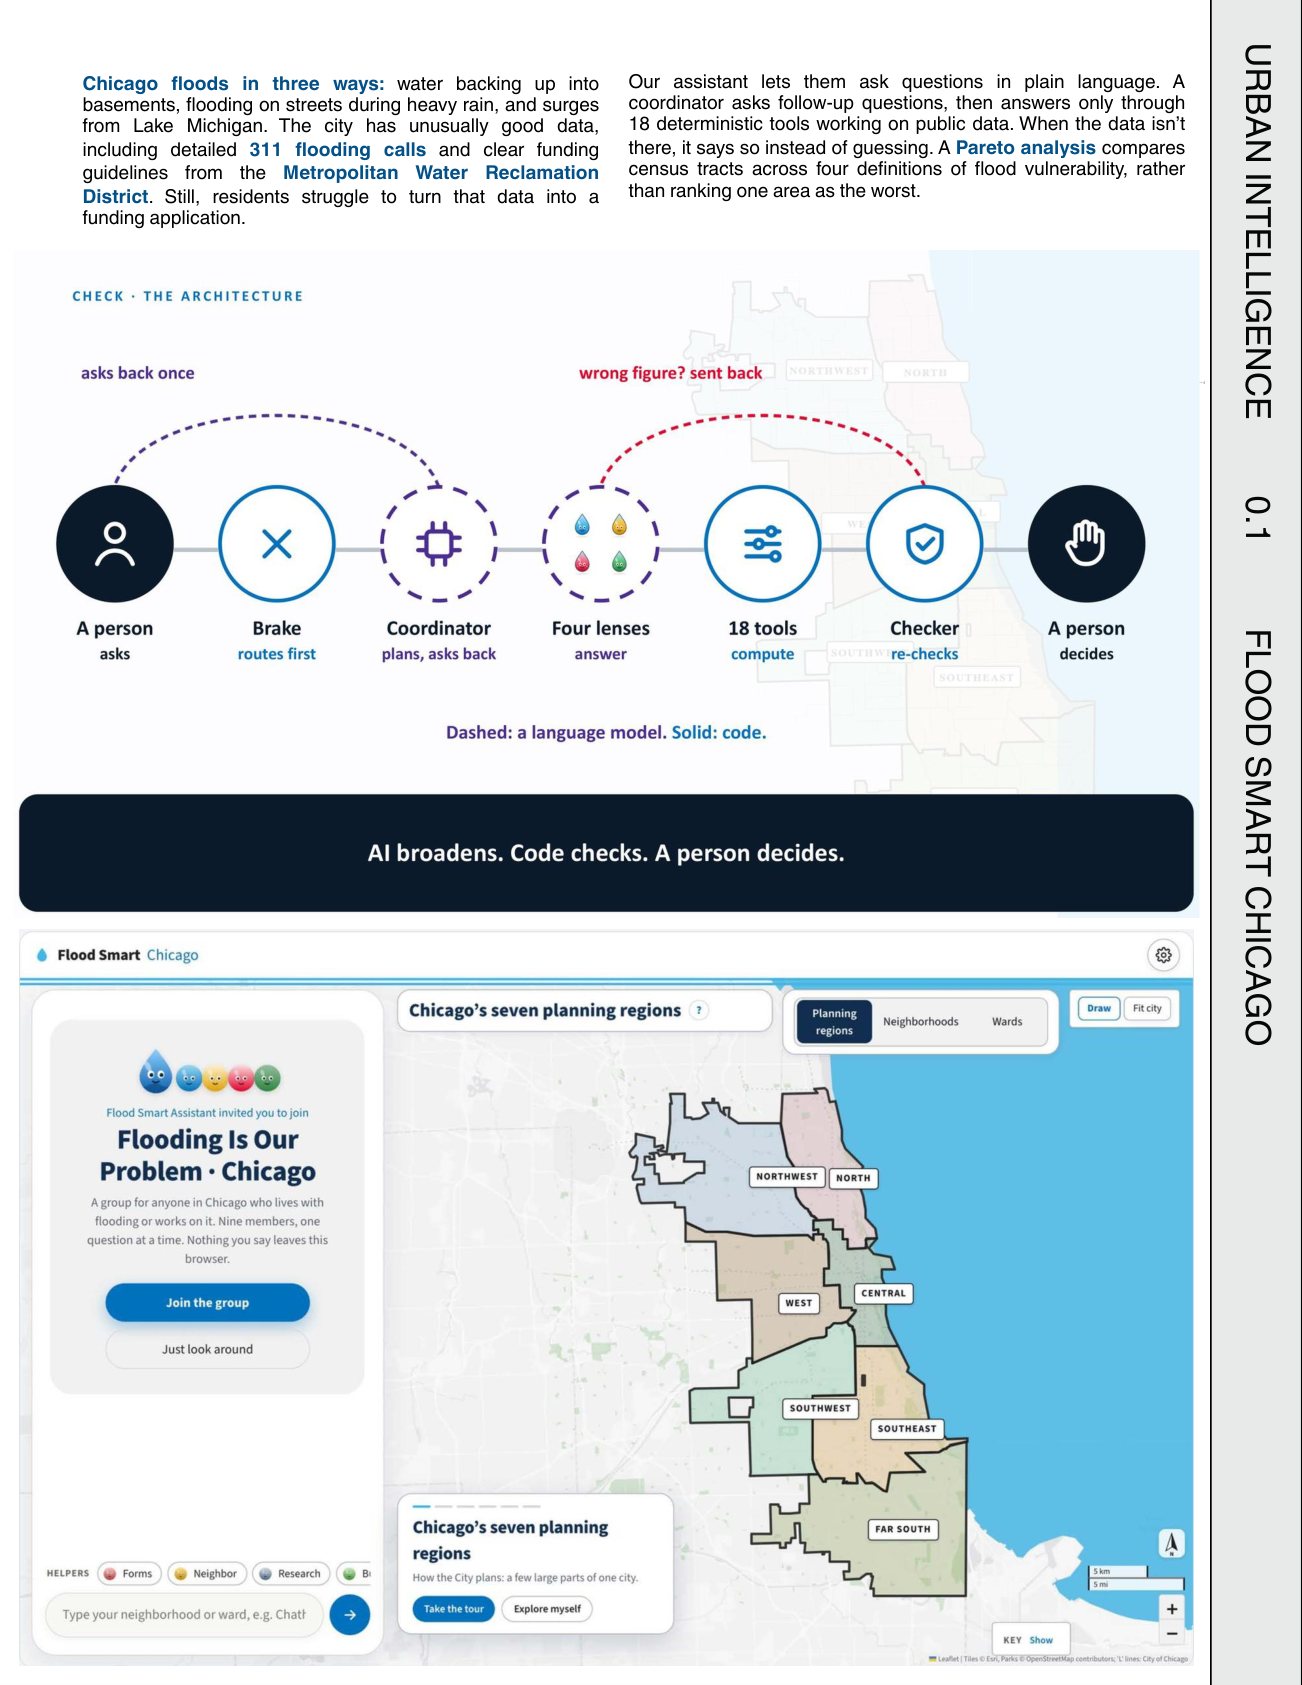 Chicago floods in three ways: water backing up into
basements, flooding on streets during heavy rain, and surges
from Lake Michigan. The city has unusually good data,
including detailed 311 flooding calls and clear funding
guidelines from the Metropolitan Water Reclamation
District. Still, residents struggle to turn that data into a
funding application.
Our assistant lets them ask questions in plain language. A
coordinator asks follow-up questions, then answers only through
18 deterministic tools working on public data. When the data isn't
there, it says so instead of guessing. A Pareto analysis compares
census tracts across four definitions of flood vulnerability, rather
than ranking one area as the worst.
URBAN INTELLIGENCE 0.1 FLOOD SMART CHICAGO
CHECK · THE ARCHITECTURE
asks back once
wrong figure? sent back
NORTHWEST
NORTH
A person
asks
Brake
routes first
Coordinator
plans, asks back
Four lenses
answer
18 tools
compute
Checker
re-checks
A person
decides
SOUTHEAST
Dashed: a language model. Solid: code.
AI broadens. Code checks. A person decides.
Flood Smart Chicago
Chicago's seven planning regions ?
Planning
regions
Neighborhoods
Wards
Draw
Fit city
Flood Smart Assistant invited you to join
Flooding Is Our
Problem · Chicago
A group for anyone in Chicago who lives with
flooding or works on it. Nine members, one
question at a time. Nothing you say leaves this
browser.
Join the group
Just look around
NORTHWEST
NORTH
WEST
CENTRAL
SOUTHWEST
SOUTHEAST
FAR SOUTH
Chicago's seven planning
regions
How the City plans: a few large parts of one city.
Take the tour
Explore myself
HELPERS
Forms
Neighbor
Research
Type your neighborhood or ward, e.g. Chath
N
5 km
5 mi
+
−
KEY Show
Leaflet | Tiles © Esri, Parks © OpenStreetMap contributors; 'L' lines: City of Chicago